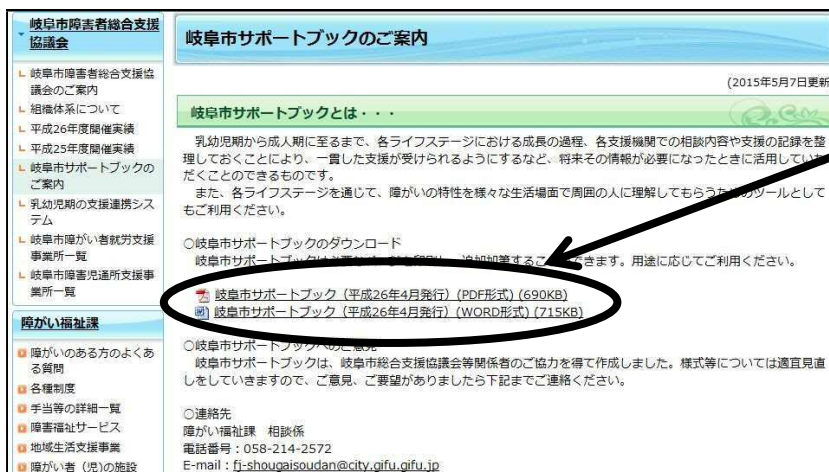 岐阜市障害者総合支援
協議会
岐阜市障害者総合支援協
議会のご案内
組織体系について
平成26年度開催実績
平成25年度開催実績
岐阜市サポートブックの
ご案内
乳幼児期の支援連携シス
テム
岐阜市障がい者就労支援
事業所一覧
岐阜市障害児通所支援事
業所一覧
障がい福祉課
障がいのある方のよくあ
る質問
各種制度
手当等の詳細一覧
障害福祉サービス
地域生活支援事業
障がい者（児)の施設
岐阜市サポートブックのご案内
(2015年5月7日更新
岐阜市サポートブックとは・・・
乳幼児期から成人期に至るまで、各ライフステージにおける成長の過程、各支援機関での相談内容や支援の記録を整
理しておくことにより、一貫した支援が受けられるようにするなど、将来その情報が必要になったときに活用していた
だくことのできるものです。
また、各ライフステージを通じて、障がいの特性を様々な生活場面で周囲の人に理解してもらうためのツールとして
もご利用ください。
○岐阜市サポートブックのダウンロード
岐阜市サポートブックは必要な できます。用途に応じてご利用ください。
岐阜市サポートブック（平成26年4月発行）(PDF形式) (690KB)
岐阜市サポートブック（平成26年4月発行）(WORD形式) (715KB)
○岐阜市サポートブックへのご意見
岐阜市サポートブックは、岐阜市総合支援協議会等関係者のご協力を得て作成しました。様式等については適宜見直
しをしていきますので、ご意見、ご要望がありましたら下記までご連絡ください。
○連絡先
障がい福祉課　相談係
電話番号：058-214-2572
E-mail：fj-shougaisoudan@city.gifu.gifu.jp